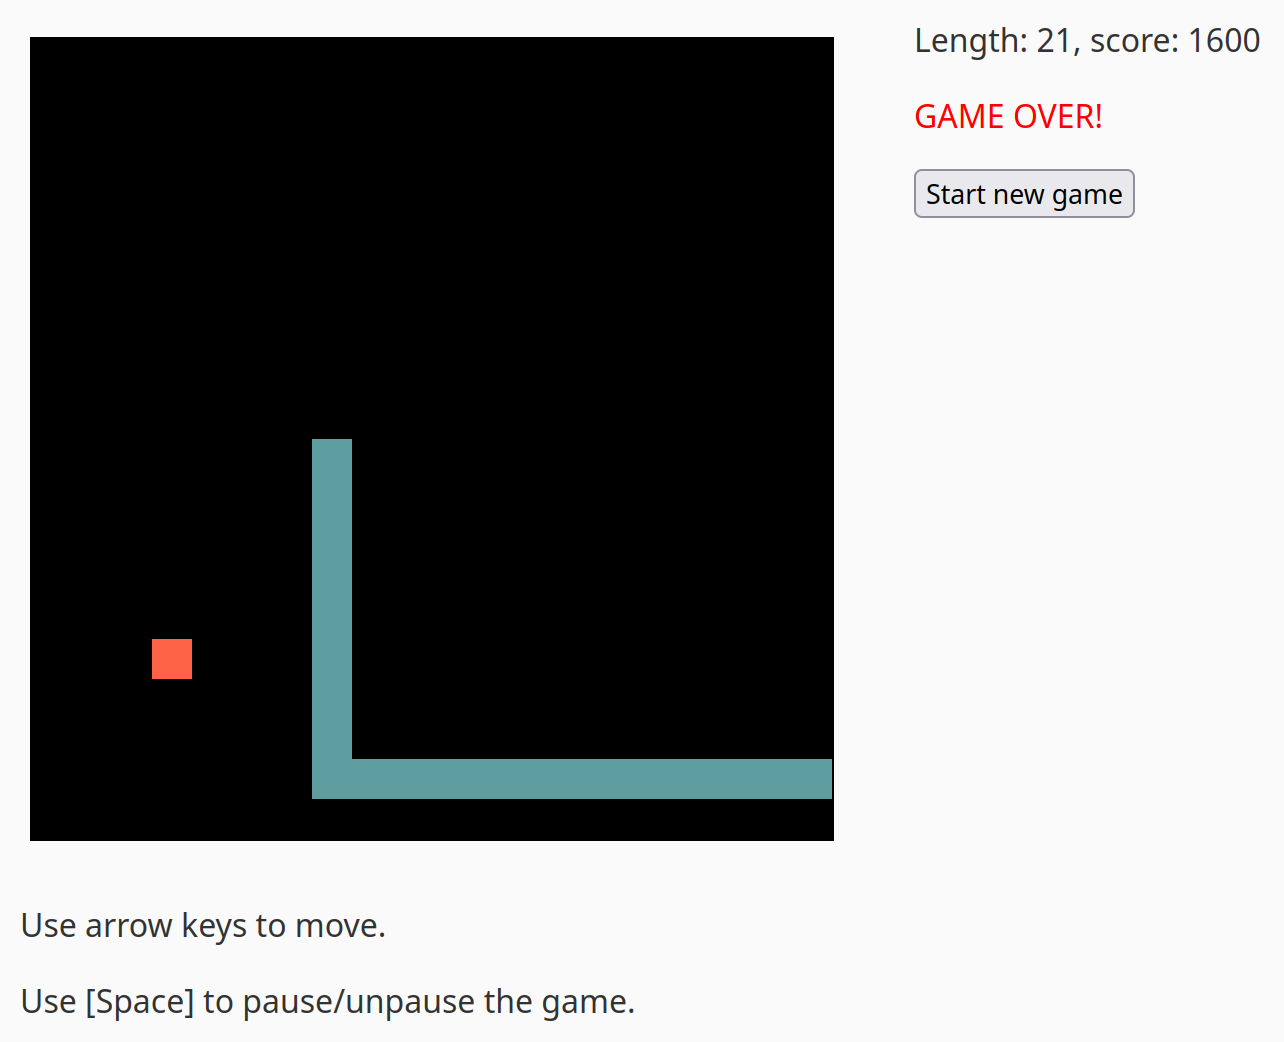 Length: 21, score: 1600
GAME OVER!
Start new game
Use arrow keys to move.
Use [Space] to pause/unpause the game.